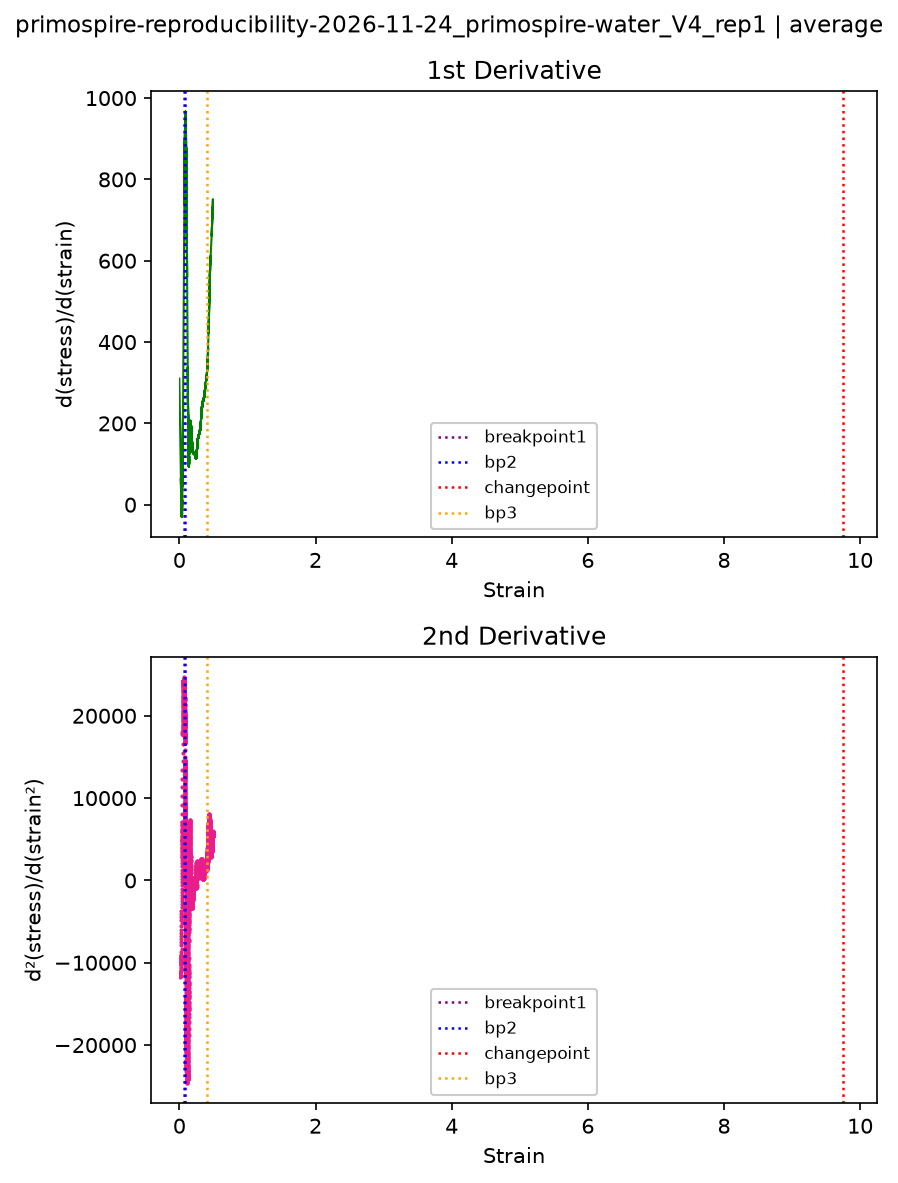 primospire-reproducibility-2026-11-24_primospire-water_V4_rep1 | average
1st Derivative
1000
800
600
400
200
0
d(stress)/d(strain)
breakpoint1
bp2
changepoint
bp3
0 2 4 6 8 10
Strain
2nd Derivative
20000
10000
0
−10000
−20000
d²(stress)/d(strain²)
breakpoint1
bp2
changepoint
bp3
0 2 4 6 8 10
Strain